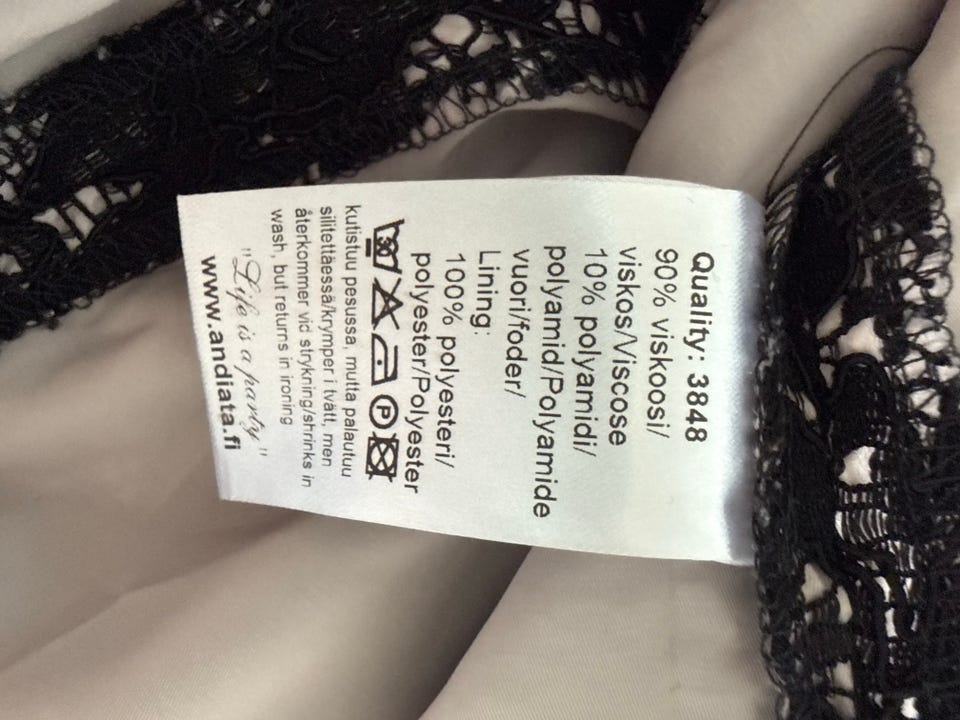 Quality: 3848
90% viskoosi/
viskos/Viscose
10% polyamidi/
polyamid/Polyamide
vuori/foder/
Lining:
100% polyesteri/
polyester/Polyester
30 P
kutistuu pesussa, mutta palautuu
silitettäessä/krymper i tvätt, men
återkommer vid strykning/shrinks in
wash, but returns in ironing
"Life is a party"
www.andiata.fi